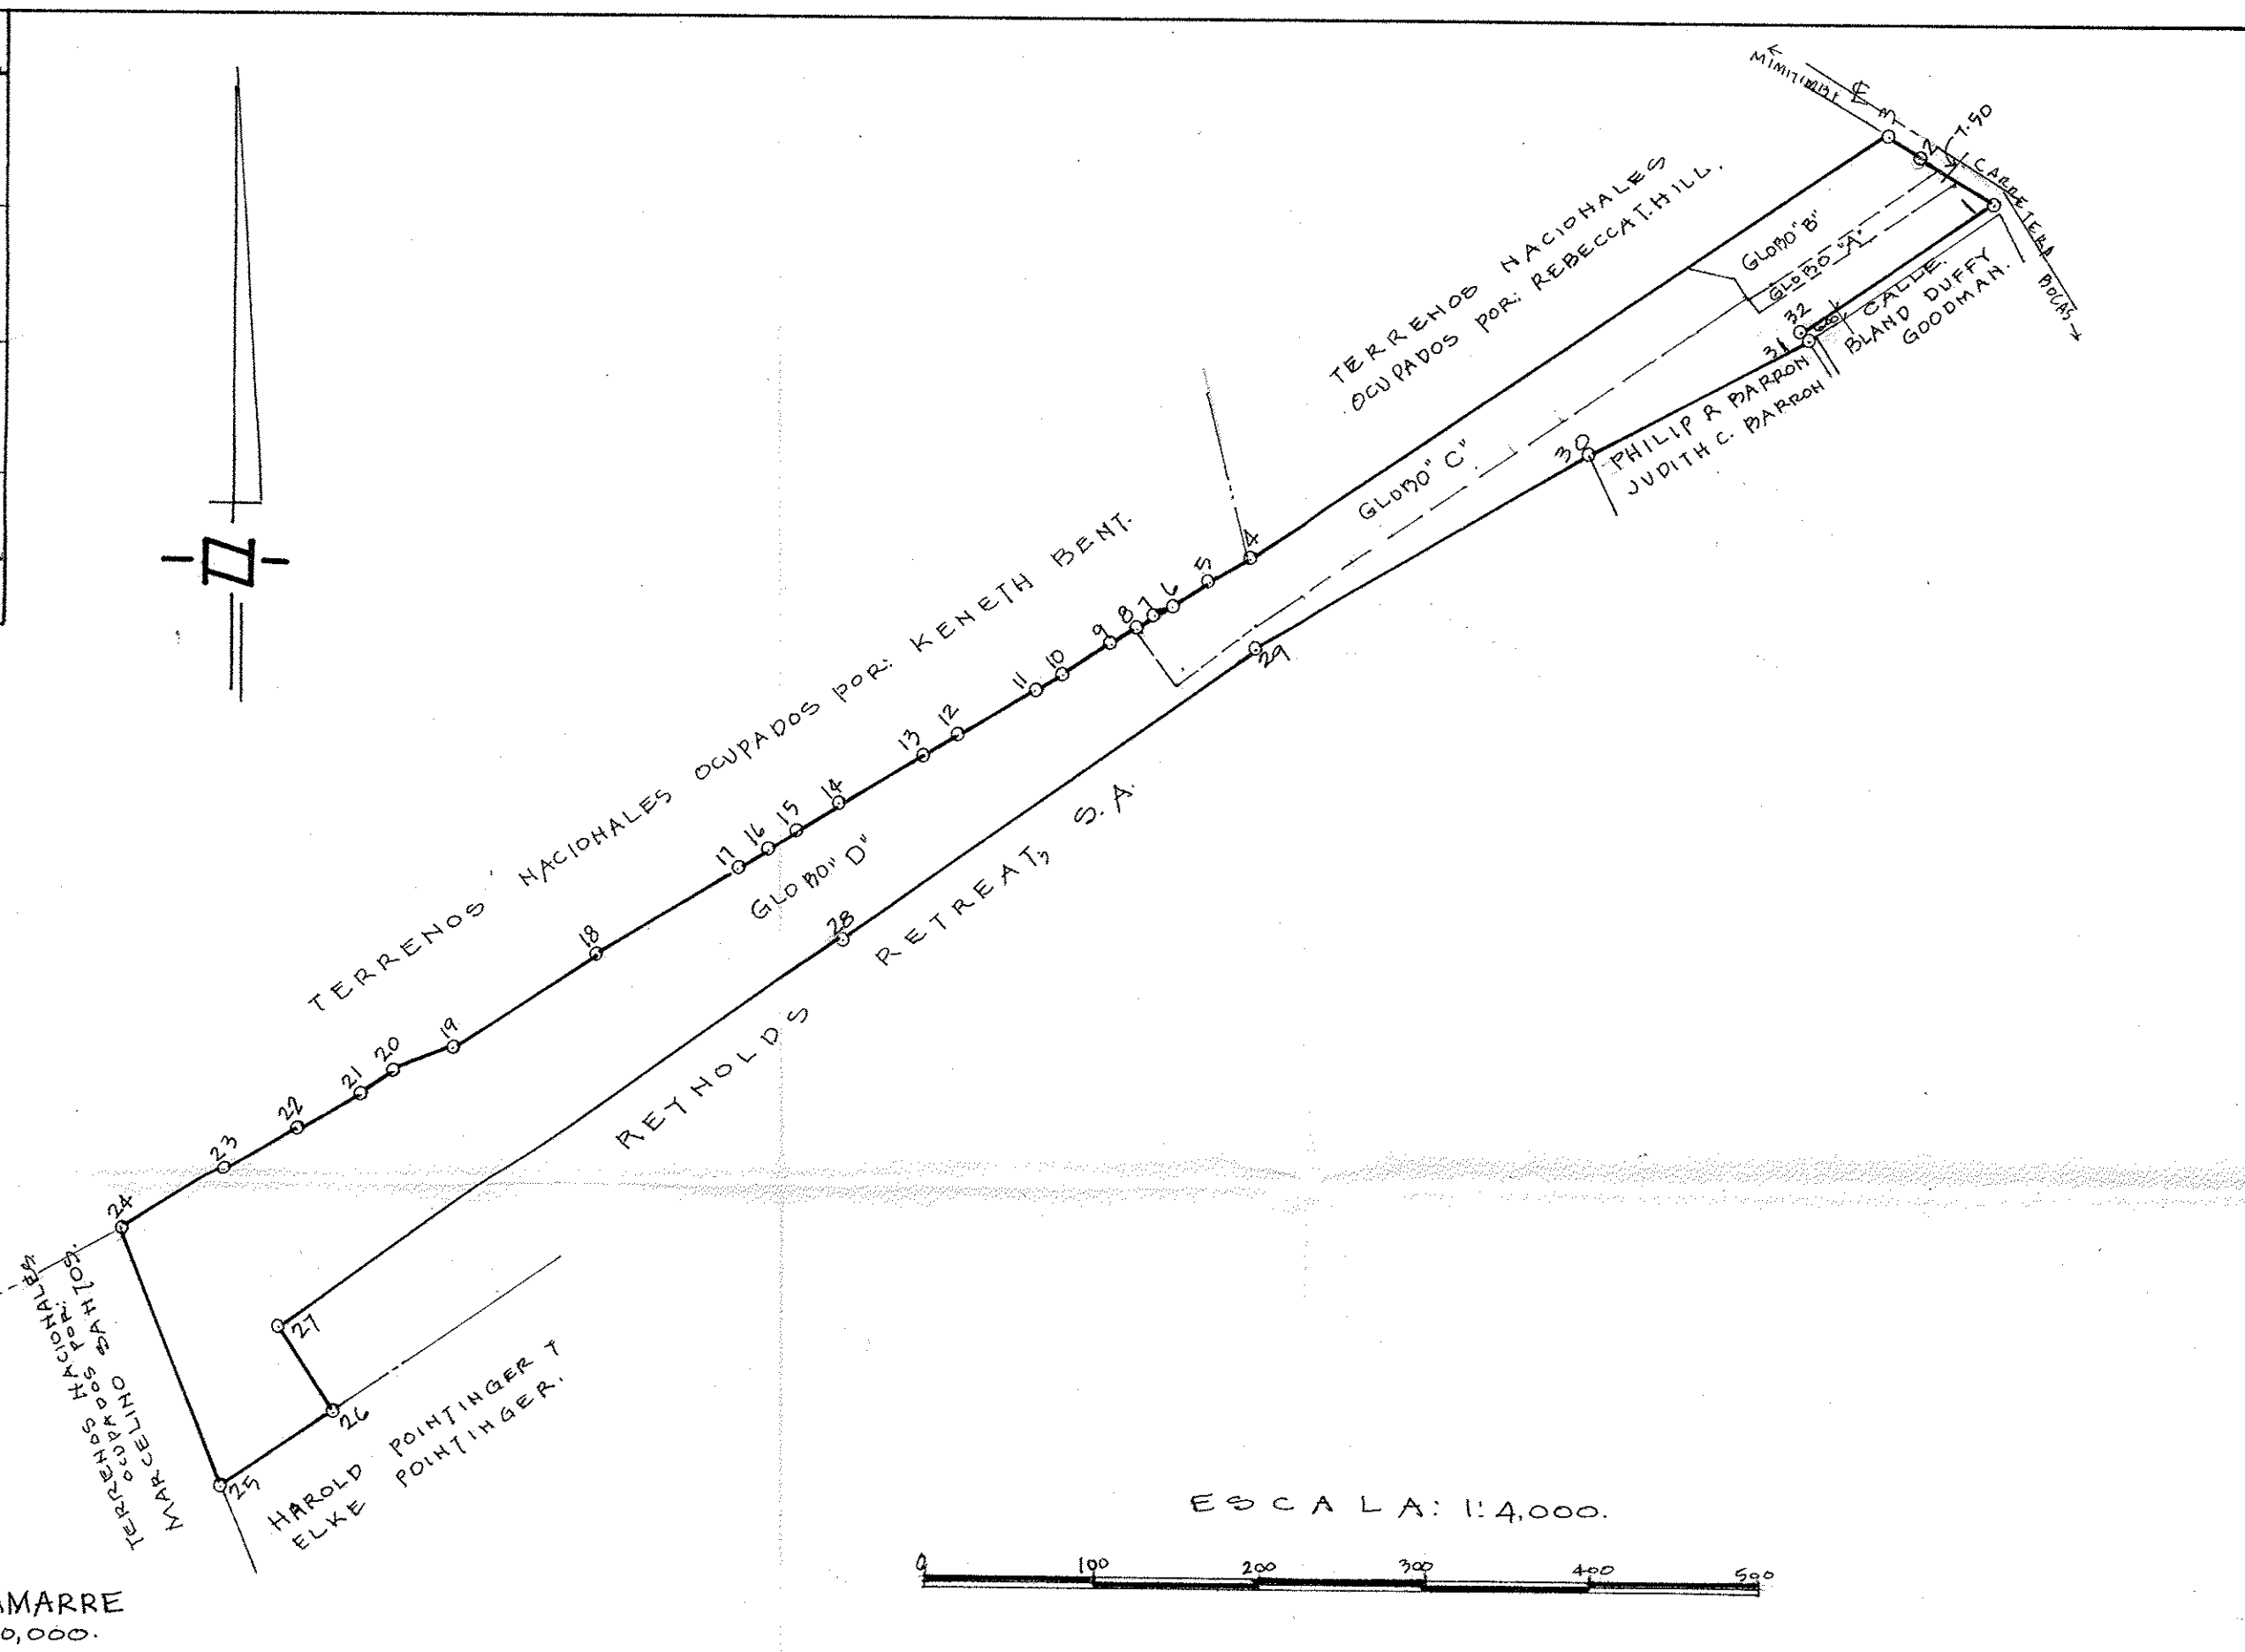 N
MIMITIMBI
℄
7.50
CARRETERA
BOCAS
TERRENOS NACIONALES
OCUPADOS POR: REBECCA T. HILL.
GLOBO "B"
GLOBO "A"
CALLE.
BLAND DUFFY
GOODMAN.
PHILIP R BARRON
JUDITH C. BARRON
GLOBO "C"
TERRENOS NACIONALES OCUPADOS POR: KENETH BENT.
GLOBO "D"
REYNOLDS RETREAT, S.A.
1
2
3
4
5
6
7
8
9
10
11
12
13
14
15
16
17
18
19
20
21
22
23
24
25
26
27
28
29
30
31
32
TERRENOS NACIONALES
OCUPADOS POR:
MARCELINO SANTOS.
HAROLD POINTINGER Y
ELKE POINTINGER.
ESCALA: 1:4,000.
0 100 200 300 400 500
AMARRE
0,000.